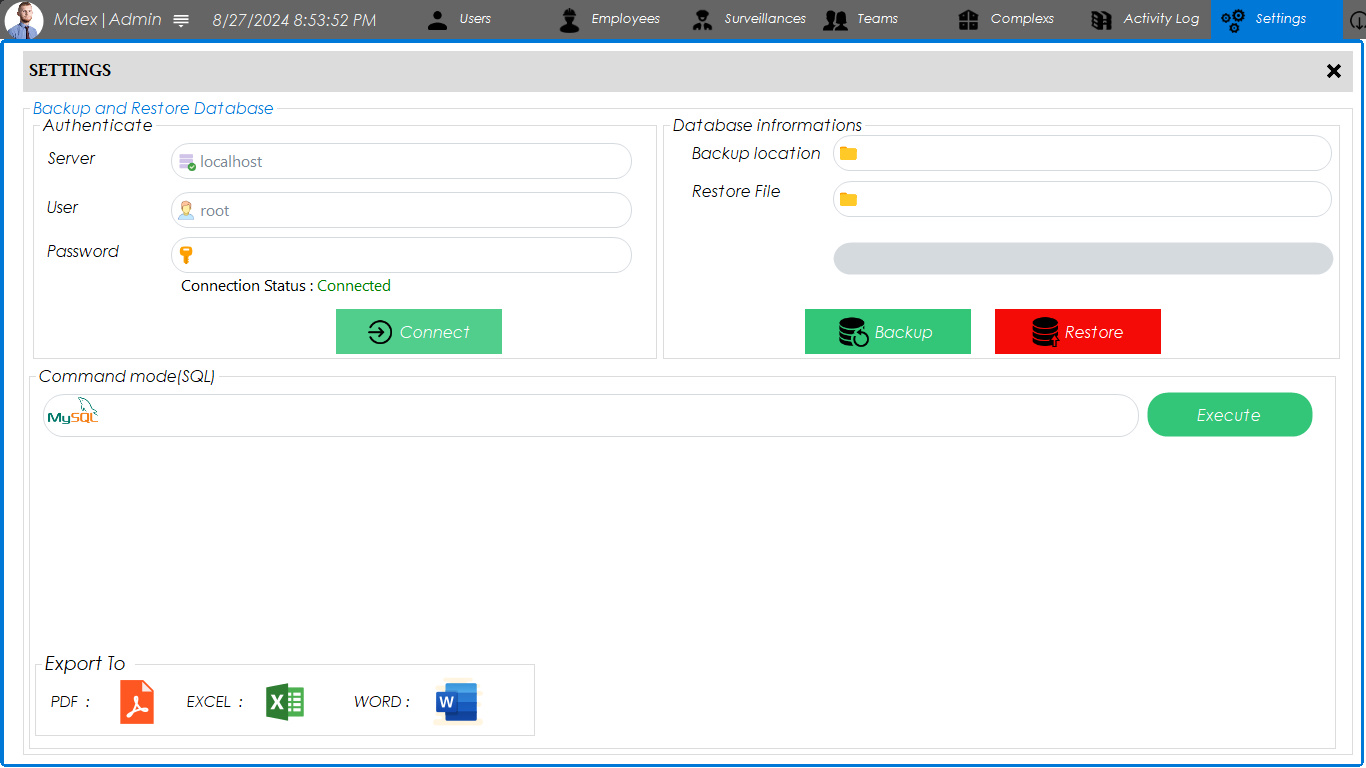 Mdex|Admin 8/27/2024 8:53:52 PM Users Employees Surveillances Teams Complexs Activity Log Settings
SETTINGS
Backup and Restore Database
Authenticate
Server localhost
User root
Password
Connection Status : Connected
Connect
Database infrormations
Backup location
Restore File
Backup Restore
Command mode(SQL)
MySQL Execute
Export To
PDF : EXCEL : WORD :